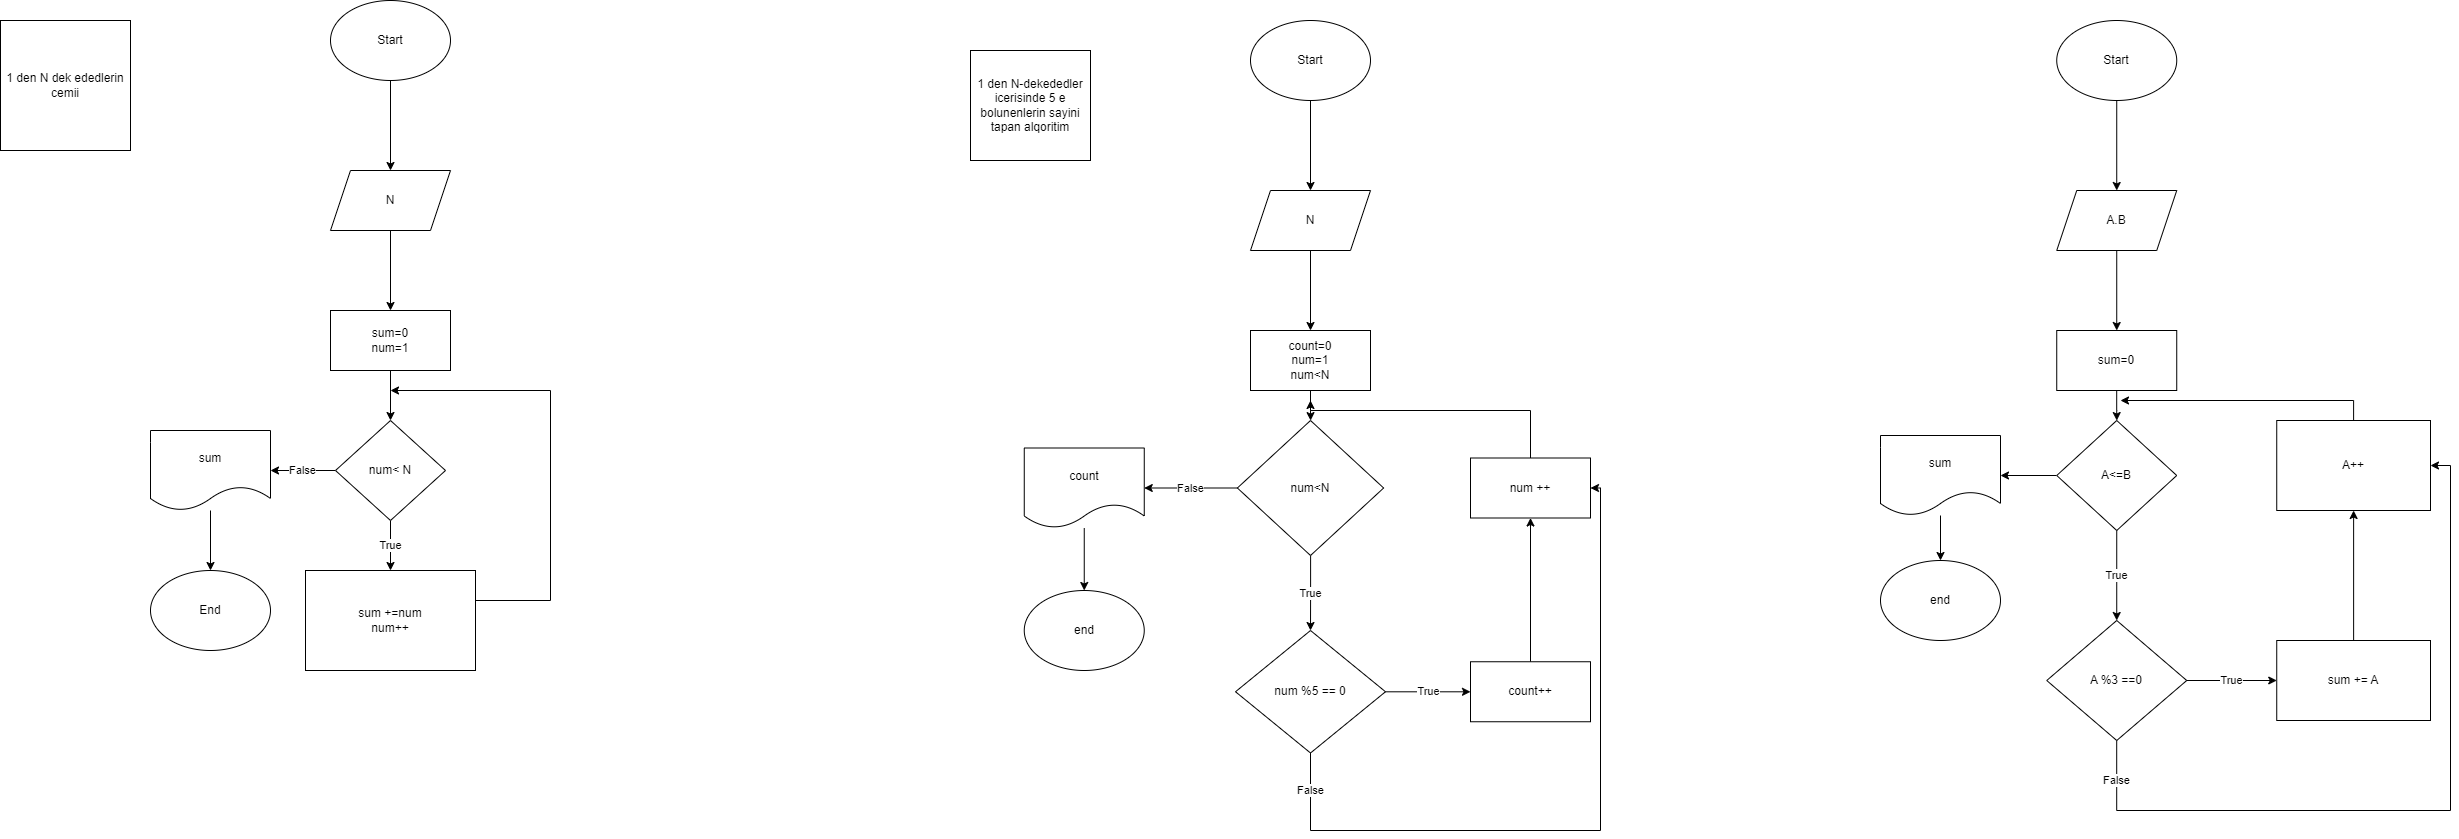 1 den N dek ededlerin
cemii
Start
N
sum=0
num=1
num< N
False
sum
End
True
sum +=num
num++
1 den N-dekededler
icerisinde 5 e
bolunenlerin sayini
tapan alqoritim
Start
N
count=0
num=1
num<N
num<N
False
count
end
True
num %5 == 0
True
count++
num ++
False
Start
A.B
sum=0
A<=B
sum
end
True
A %3 ==0
True
sum += A
A++
False